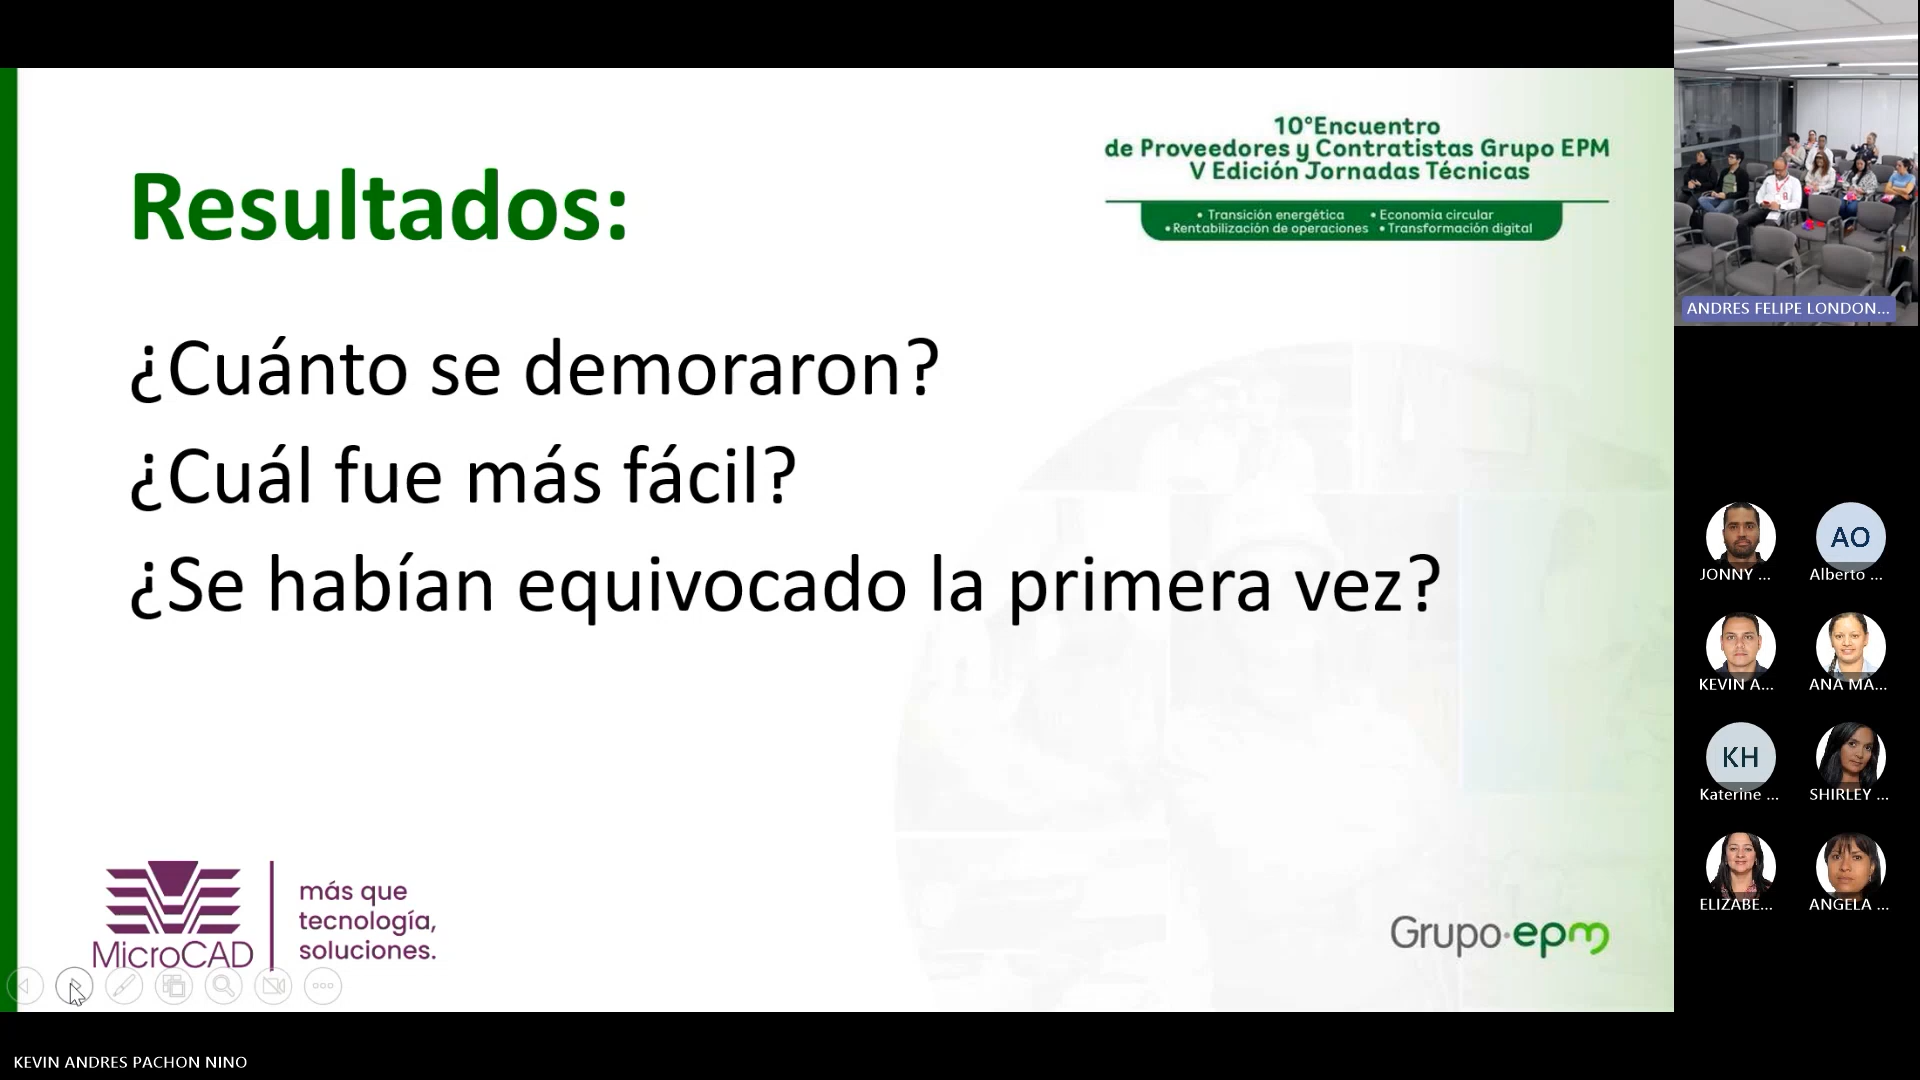 10°Encuentro
de Proveedores y Contratistas Grupo EPM
V Edición Jornadas Técnicas
• Transición energética • Economía circular
• Rentabilización de operaciones • Transformación digital
Resultados:
¿Cuánto se demoraron?
¿Cuál fue más fácil?
¿Se habían equivocado la primera vez?
MicroCAD
más que
tecnología,
soluciones.
Grupo·epm
KEVIN ANDRES PACHON NINO
ANDRES FELIPE LONDON...
AO
JONNY ... Alberto ...
KEVIN A... ANA MA...
KH
Katerine ... SHIRLEY ...
ELIZABE... ANGELA ...